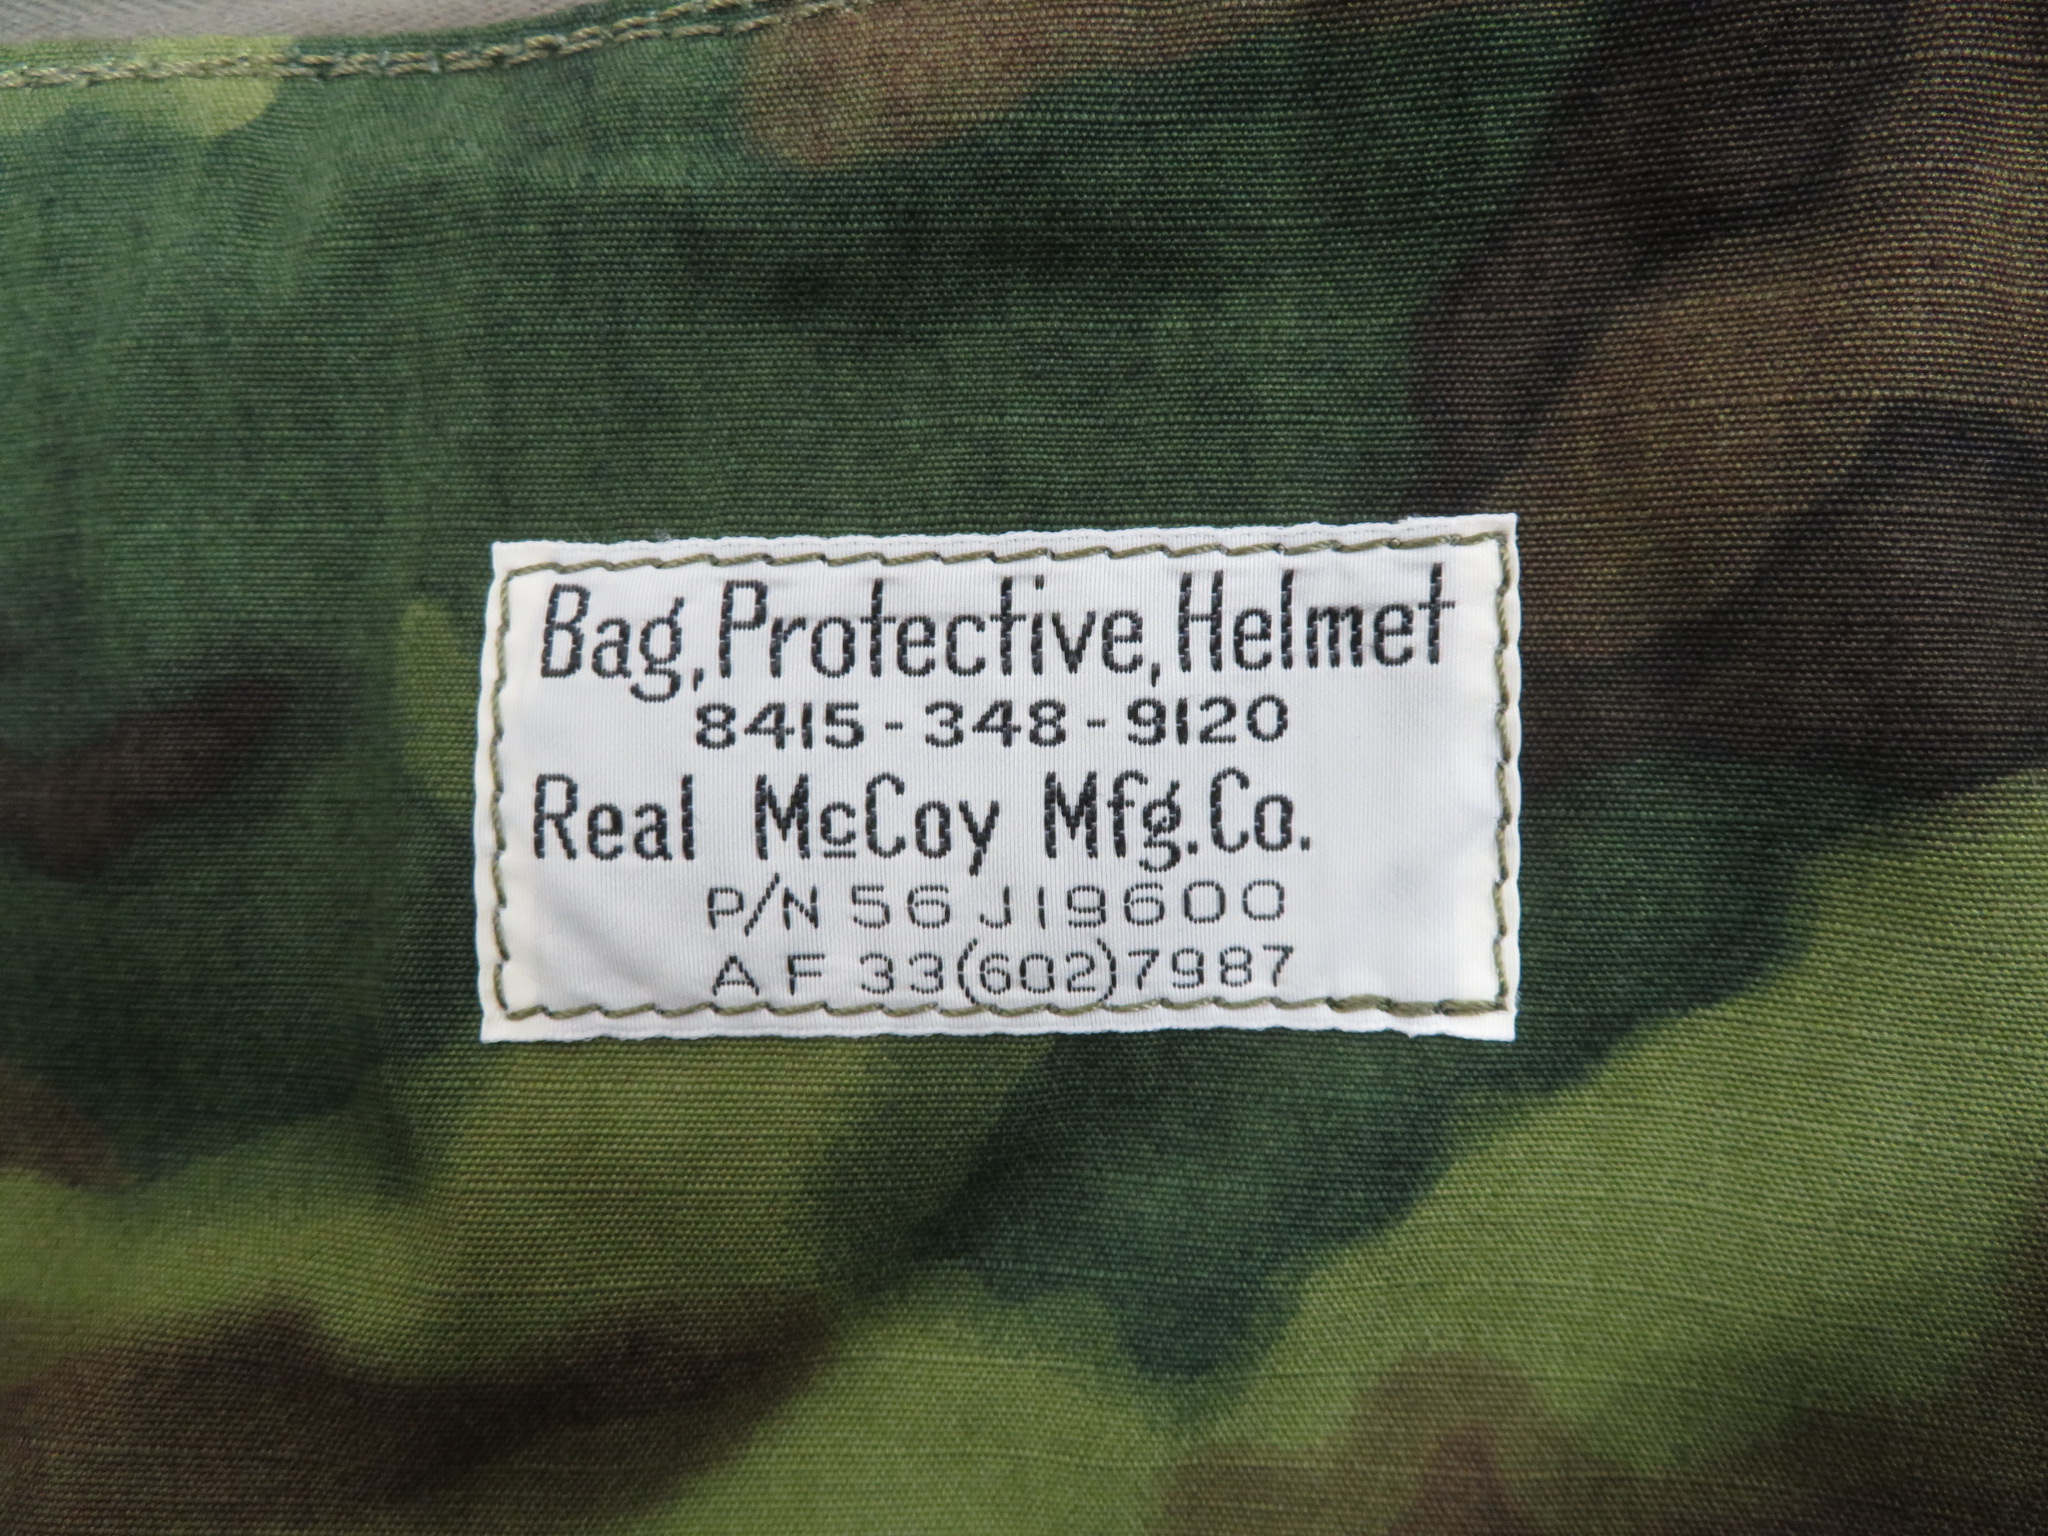 Bag, Protective, Helmet
8415-348-9120
Real McCoy Mfg. Co.
P/N 56J19600
AF 33(602)7987